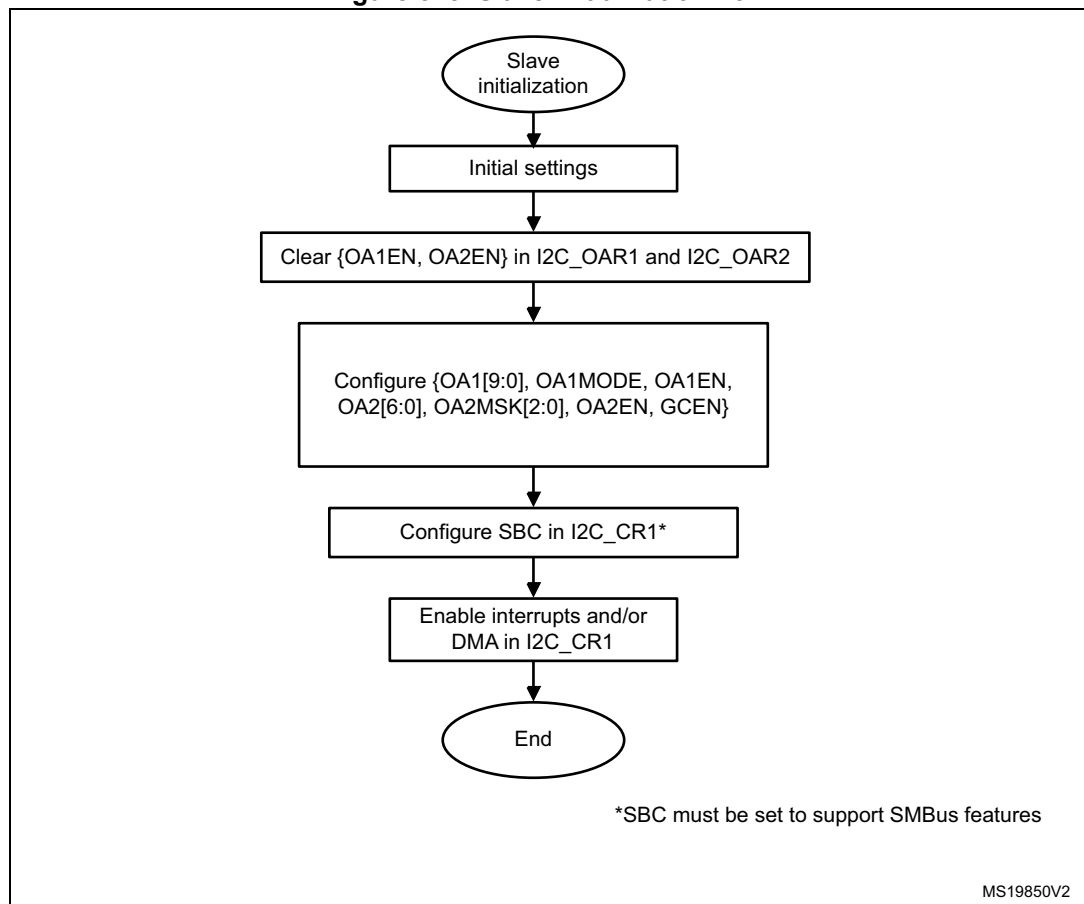 Slave
initialization
Initial settings
Clear {OA1EN, OA2EN} in I2C_OAR1 and I2C_OAR2
Configure {OA1[9:0], OA1MODE, OA1EN,
OA2[6:0], OA2MSK[2:0], OA2EN, GCEN}
Configure SBC in I2C_CR1*
Enable interrupts and/or
DMA in I2C_CR1
End
*SBC must be set to support SMBus features
MS19850V2